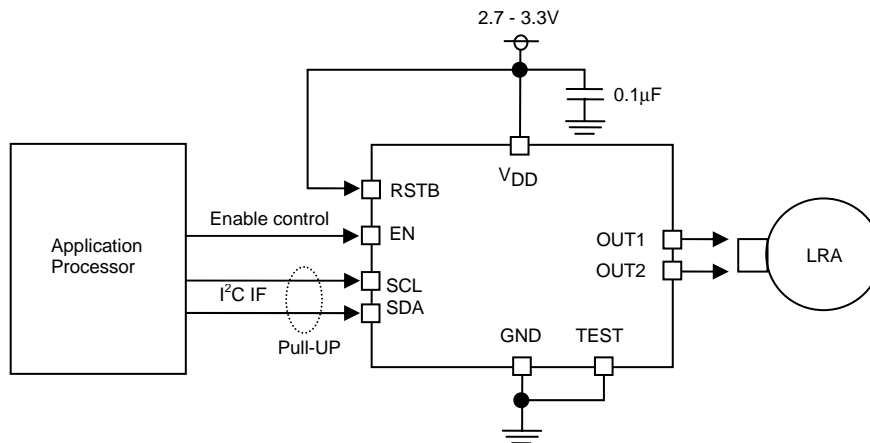 2.7 - 3.3V
0.1μF
VDD
RSTB
Enable control
EN
OUT1
Application
Processor
LRA
I²C IF
SCL
OUT2
SDA
Pull-UP
GND
TEST